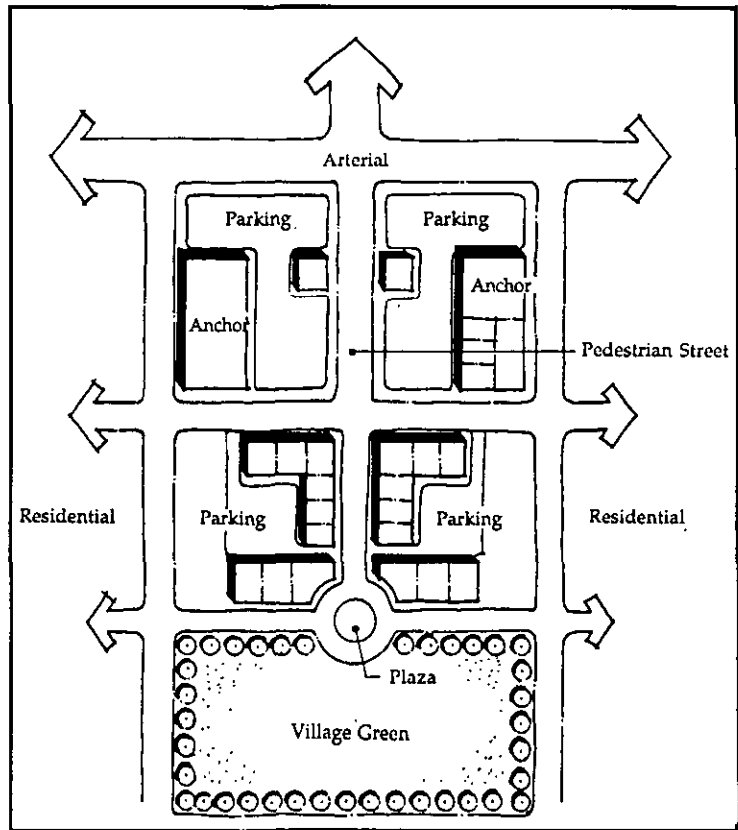 Arterial
Parking
Parking
Anchor
Anchor
Pedestrian Street
Residential
Parking
Parking
Residential
Plaza
Village Green